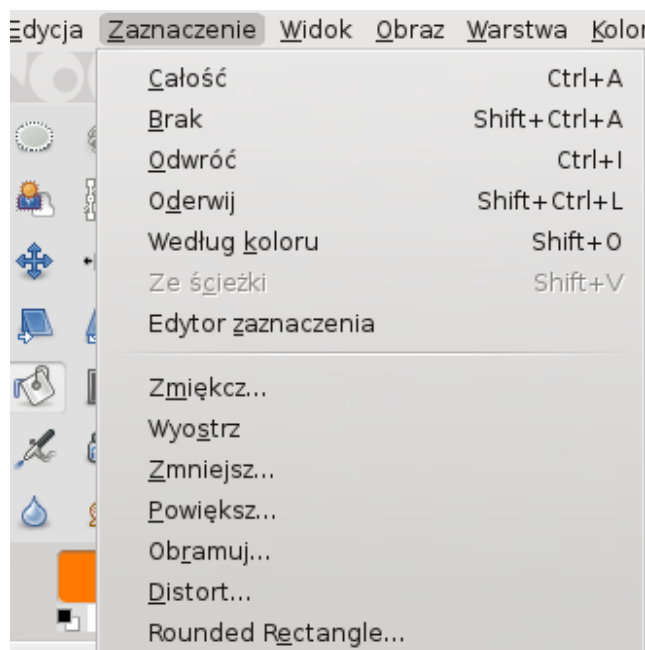 Edycja Zaznaczenie Widok Obraz Warstwa Kolor
Całość Ctrl+A
Brak Shift+Ctrl+A
Odwróć Ctrl+I
Oderwij Shift+Ctrl+L
Według koloru Shift+O
Ze ścieżki Shift+V
Edytor zaznaczenia
Zmiękcz...
Wyostrz
Zmniejsz...
Powiększ...
Obramuj...
Distort...
Rounded Rectangle...